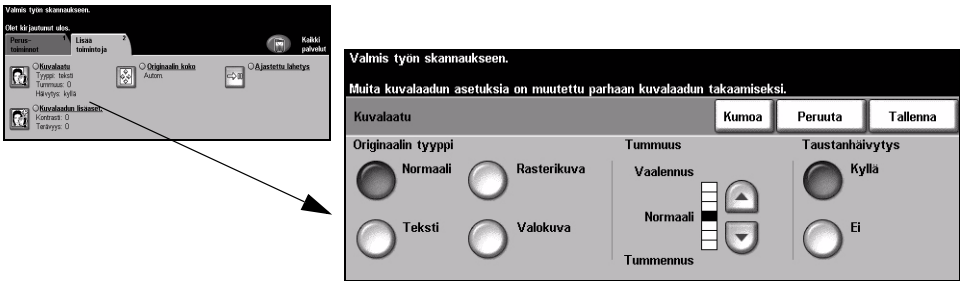 Valmis työn skannaukseen.
Olet kirjautunut ulos.
Perus-
toiminnot
1
Lisaa
toimintoja
2
Kaikki
palvelut
Kuvalaatu
Tyyppi: teksti
Tummuus: 0
Häivytys: kyllä
Originaalin koko
Autom.
Ajastettu lähetys
Kuvalaadun lisäaset.
Kontrasti: 0
Terävyys: 0
Valmis työn skannaukseen.
Muita kuvalaadun asetuksia on muutettu parhaan kuvalaadun takaamiseksi.
Kuvalaatu
Kumoa
Peruuta
Tallenna
Originaalin tyyppi
Tummuus
Taustanhäivytys
Normaali
Rasterikuva
Vaalennus
Kyllä
Normaali
Teksti
Valokuva
Ei
Tummennus